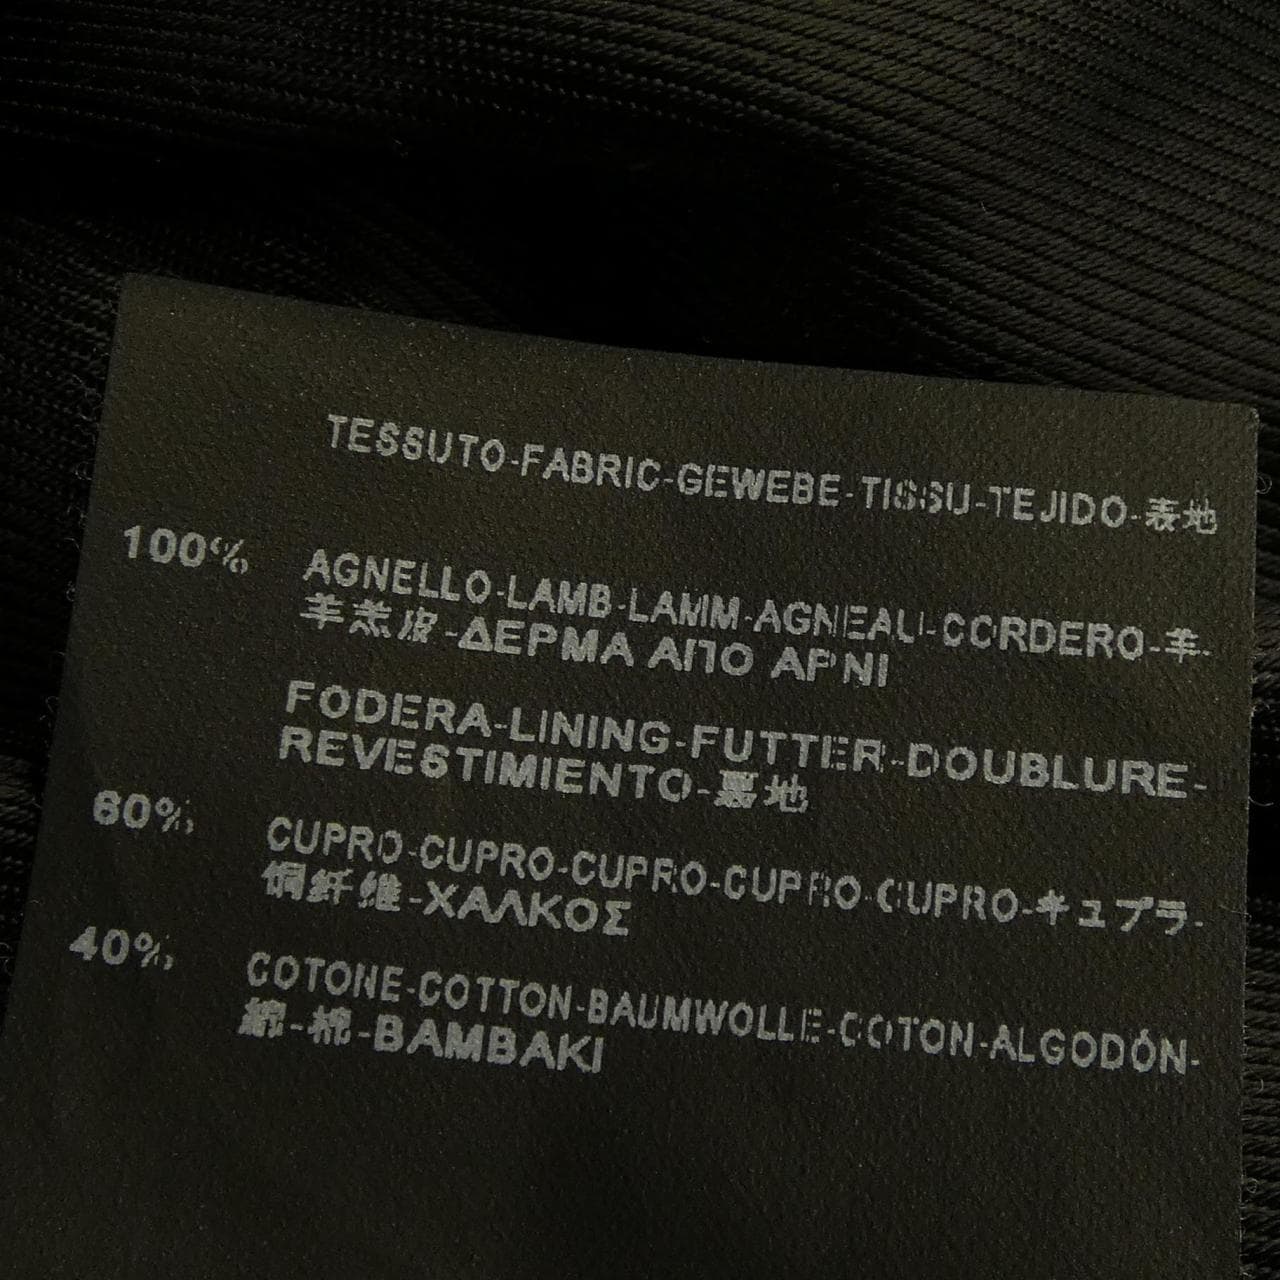 TESSUTO-FABRIC-GEWEBE-TISSU-TEJIDO-表地
100% AGNELLO-LAMB-LAMM-AGNEAU-CORDERO-羊-
羊羔皮-ΔΕΡΜΑ ΑΠΟ ΑΡΝΙ
FODERA-LINING-FUTTER-DOUBLURE-
REVESTIMIENTO-裏地
60% CUPRO-CUPRO-CUPRO-CUPRO-CUPRO-キュプラ-
铜纤维-ΧΑΛΚΟΣ
40% COTONE-COTTON-BAUMWOLLE-COTON-ALGODÓN-
綿-棉-ΒΑΜΒΑΚΙ